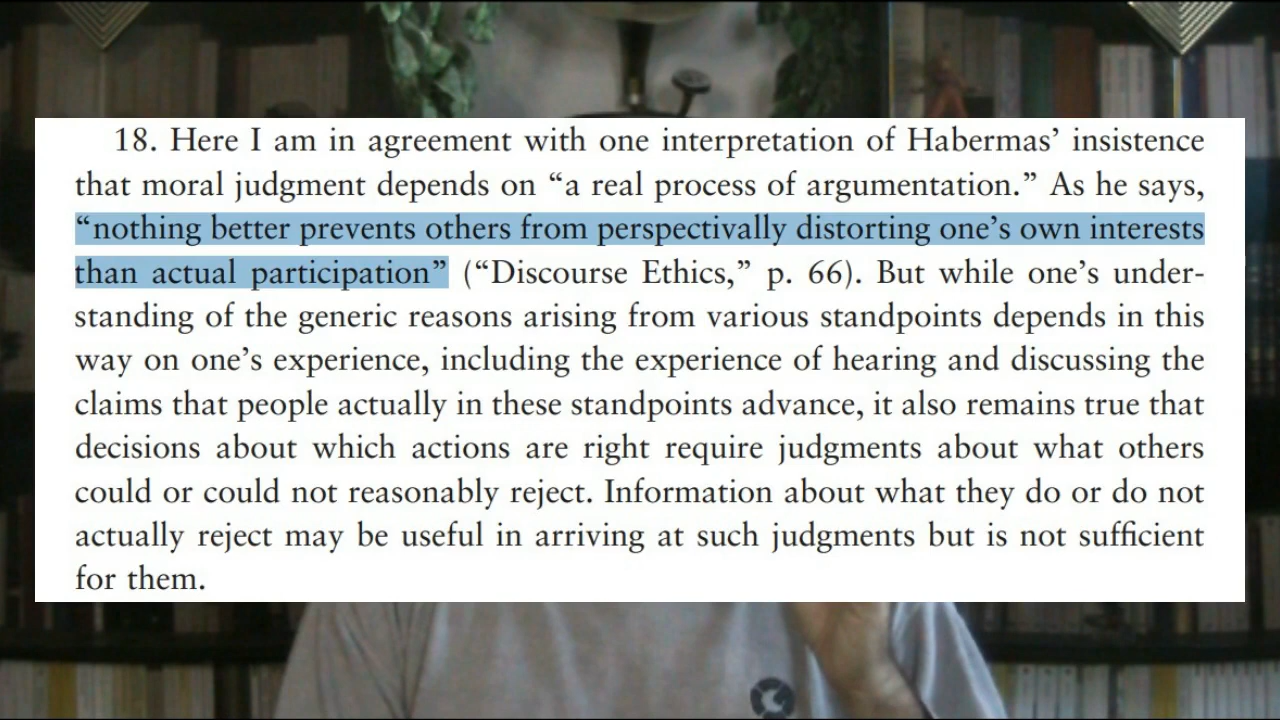 18. Here I am in agreement with one interpretation of Habermas’ insistence
that moral judgment depends on “a real process of argumentation.” As he says,
“nothing better prevents others from perspectivally distorting one’s own interests
than actual participation” (“Discourse Ethics,” p. 66). But while one’s under-
standing of the generic reasons arising from various standpoints depends in this
way on one’s experience, including the experience of hearing and discussing the
claims that people actually in these standpoints advance, it also remains true that
decisions about which actions are right require judgments about what others
could or could not reasonably reject. Information about what they do or do not
actually reject may be useful in arriving at such judgments but is not sufficient
for them.